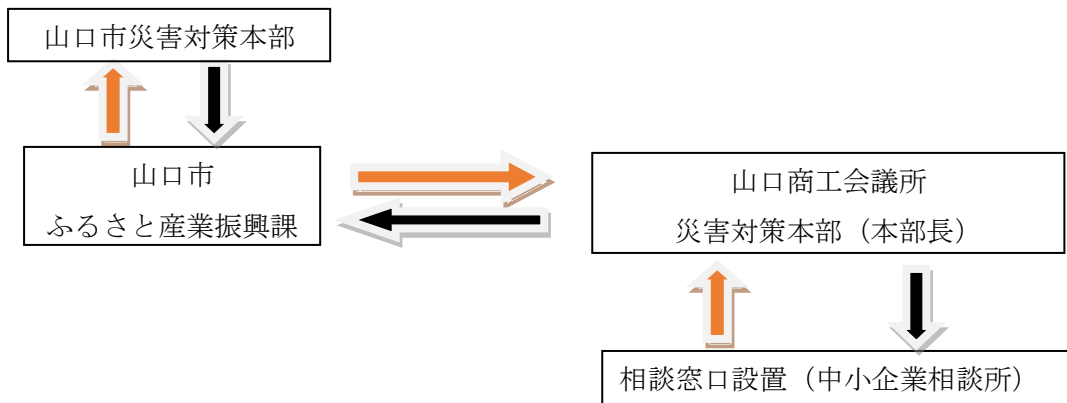 山口市災害対策本部
山口市
ふるさと産業振興課
山口商工会議所
災害対策本部（本部長）
相談窓口設置（中小企業相談所）